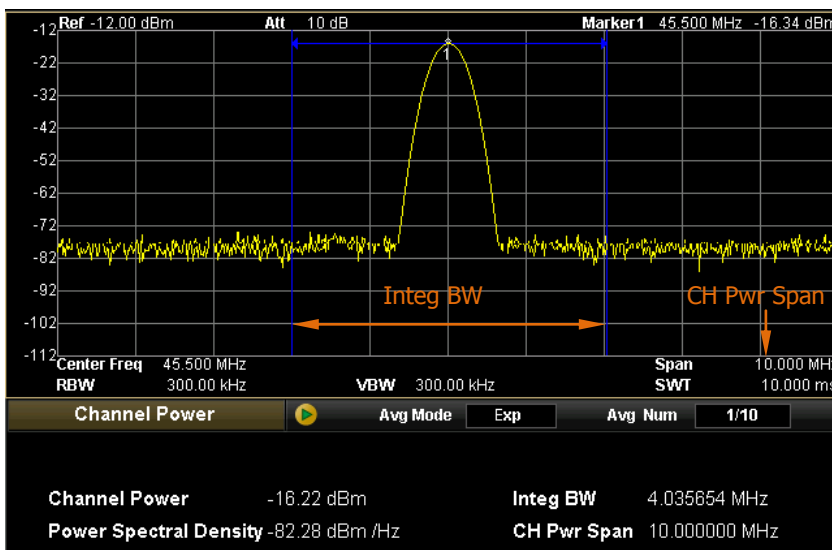 Ref -12.00 dBm Att 10 dB Marker1 45.500 MHz -16.34 dBm
-12
1
-22
-32
-42
-52
-62
-72
-82
-92
Integ BW CH Pwr Span
-102
-112
Center Freq 45.500 MHz Span 10.000 MHz
RBW 300.00 kHz VBW 300.00 kHz SWT 10.000 ms
Channel Power Avg Mode Exp Avg Num 1/10
Channel Power -16.22 dBm Integ BW 4.035654 MHz
Power Spectral Density -82.28 dBm /Hz CH Pwr Span 10.000000 MHz